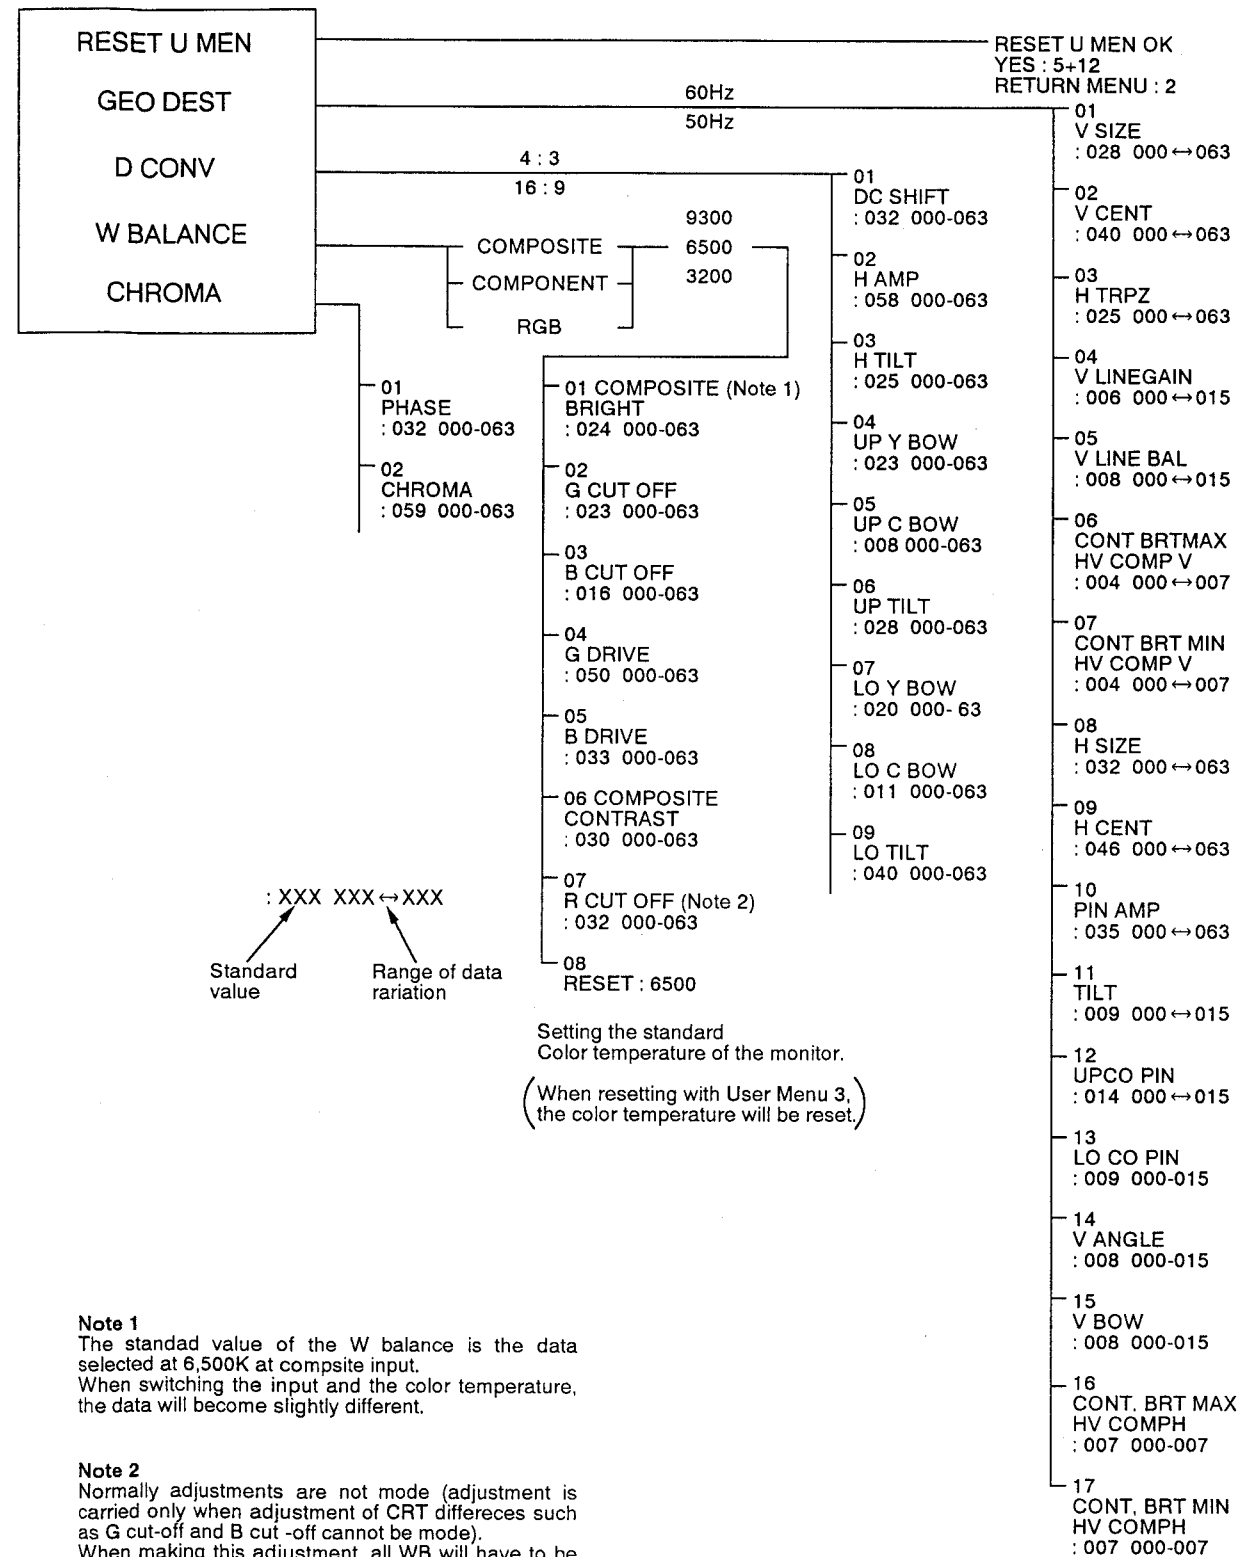 RESET U MEN
GEO DEST
D CONV
W BALANCE
CHROMA
RESET U MEN OK
YES : 5+12
RETURN MENU : 2
60Hz
50Hz
4 : 3
16 : 9
COMPOSITE
COMPONENT
RGB
9300
6500
3200
01
PHASE
: 032 000-063
02
CHROMA
: 059 000-063
01 COMPOSITE (Note 1)
BRIGHT
: 024 000-063
02
G CUT OFF
: 023 000-063
03
B CUT OFF
: 016 000-063
04
G DRIVE
: 050 000-063
05
B DRIVE
: 033 000-063
06 COMPOSITE
CONTRAST
: 030 000-063
07
R CUT OFF (Note 2)
: 032 000-063
08
RESET : 6500
Setting the standard
Color temperature of the monitor.
(When resetting with User Menu 3,
the color temperature will be reset.)
01
DC SHIFT
: 032 000-063
02
H AMP
: 058 000-063
03
H TILT
: 025 000-063
04
UP Y BOW
: 023 000-063
05
UP C BOW
: 008 000-063
06
UP TILT
: 028 000-063
07
LO Y BOW
: 020 000- 63
08
LO C BOW
: 011 000-063
09
LO TILT
: 040 000-063
01
V SIZE
: 028 000↔063
02
V CENT
: 040 000↔063
03
H TRPZ
: 025 000↔063
04
V LINEGAIN
: 006 000↔015
05
V LINE BAL
: 008 000↔015
06
CONT BRTMAX
HV COMP V
: 004 000↔007
07
CONT BRT MIN
HV COMP V
: 004 000↔007
08
H SIZE
: 032 000↔063
09
H CENT
: 046 000↔063
10
PIN AMP
: 035 000↔063
11
TILT
: 009 000↔015
12
UPCO PIN
: 014 000↔015
13
LO CO PIN
: 009 000-015
14
V ANGLE
: 008 000-015
15
V BOW
: 008 000-015
16
CONT. BRT MAX
HV COMPH
: 007 000-007
17
CONT, BRT MIN
HV COMPH
: 007 000-007
: XXX XXX↔XXX
Standard
value
Range of data
rariation
Note 1
The standad value of the W balance is the data
selected at 6,500K at compsite input.
When switching the input and the color temperature,
the data will become slightly different.
Note 2
Normally adjustments are not mode (adjustment is
carried only when adjustment of CRT differeces such
as G cut-off and B cut -off cannot be mode).
When making this adjustment, all WB will have to be